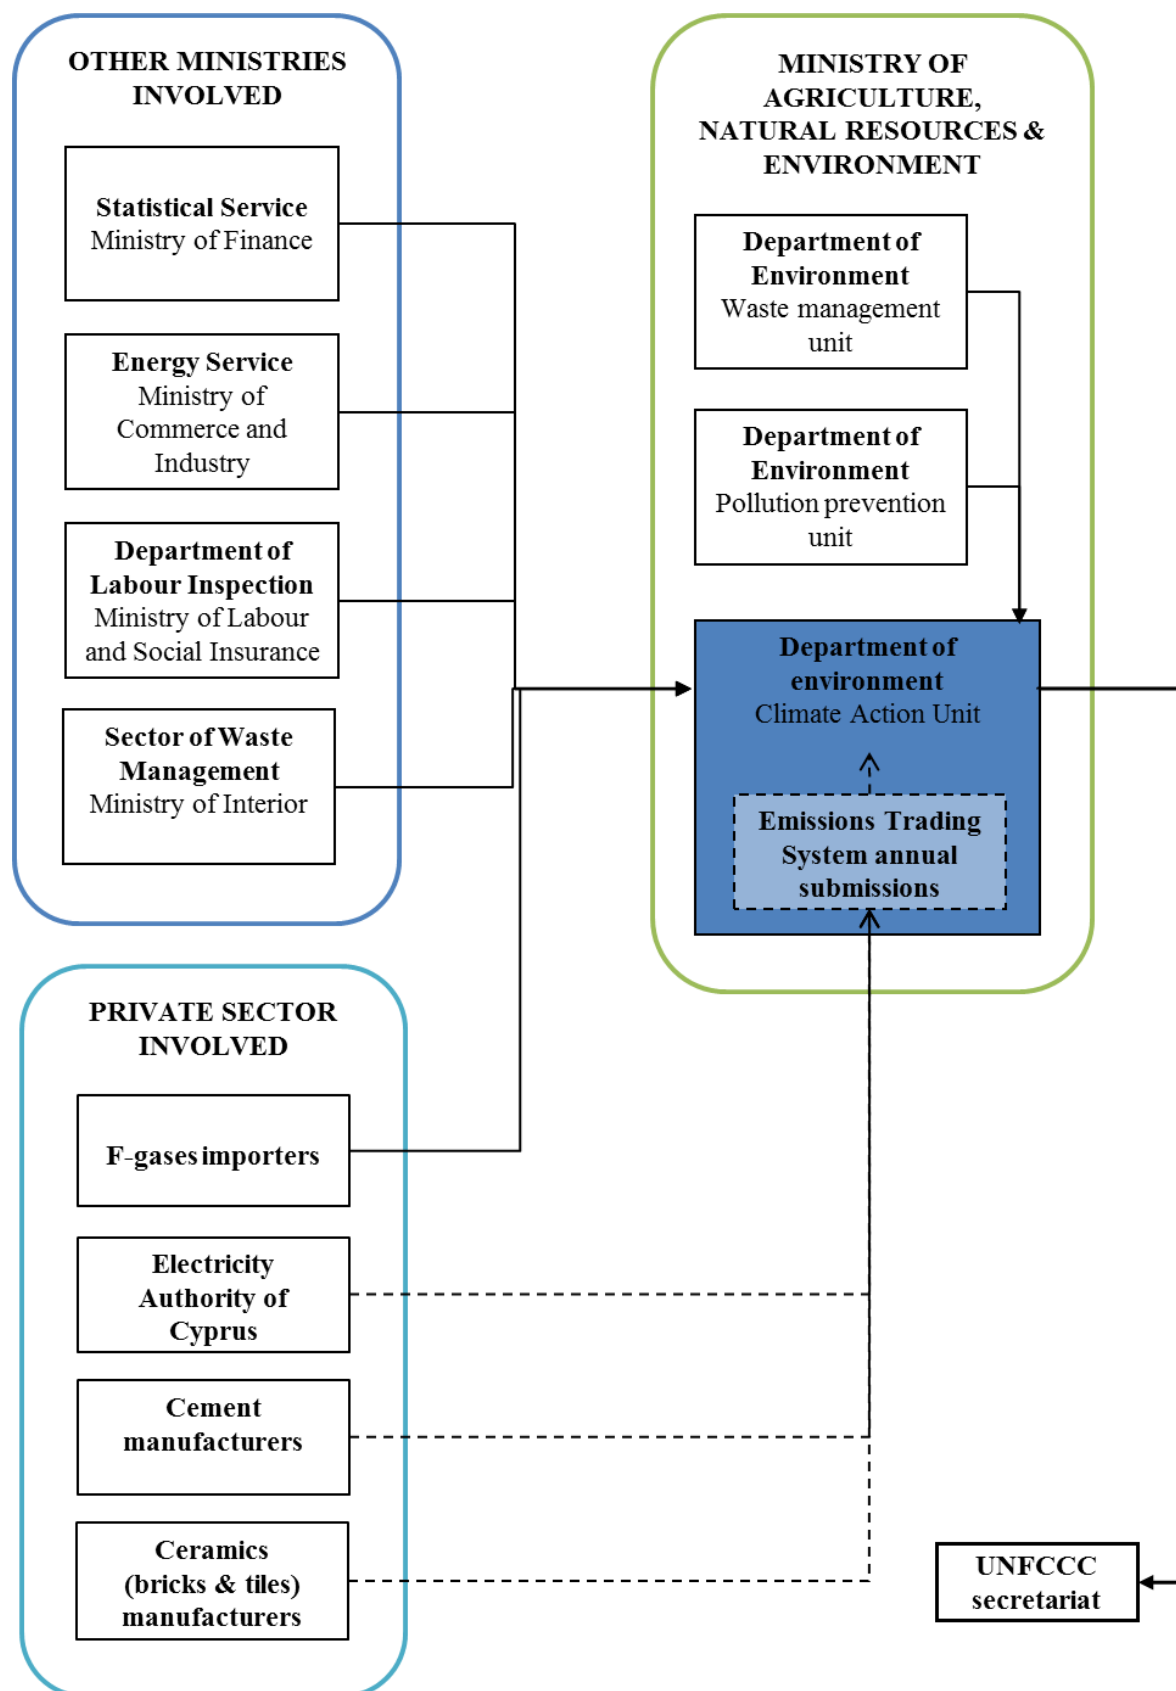 OTHER MINISTRIES
INVOLVED
Statistical Service
Ministry of Finance
Energy Service
Ministry of
Commerce and
Industry
Department of
Labour Inspection
Ministry of Labour
and Social Insurance
Sector of Waste
Management
Ministry of Interior
PRIVATE SECTOR
INVOLVED
F-gases importers
Electricity
Authority of
Cyprus
Cement
manufacturers
Ceramics
(bricks & tiles)
manufacturers
MINISTRY OF
AGRICULTURE,
NATURAL RESOURCES &
ENVIRONMENT
Department of
Environment
Waste management
unit
Department of
Environment
Pollution prevention
unit
Department of
environment
Climate Action Unit
Emissions Trading
System annual
submissions
UNFCCC
secretariat